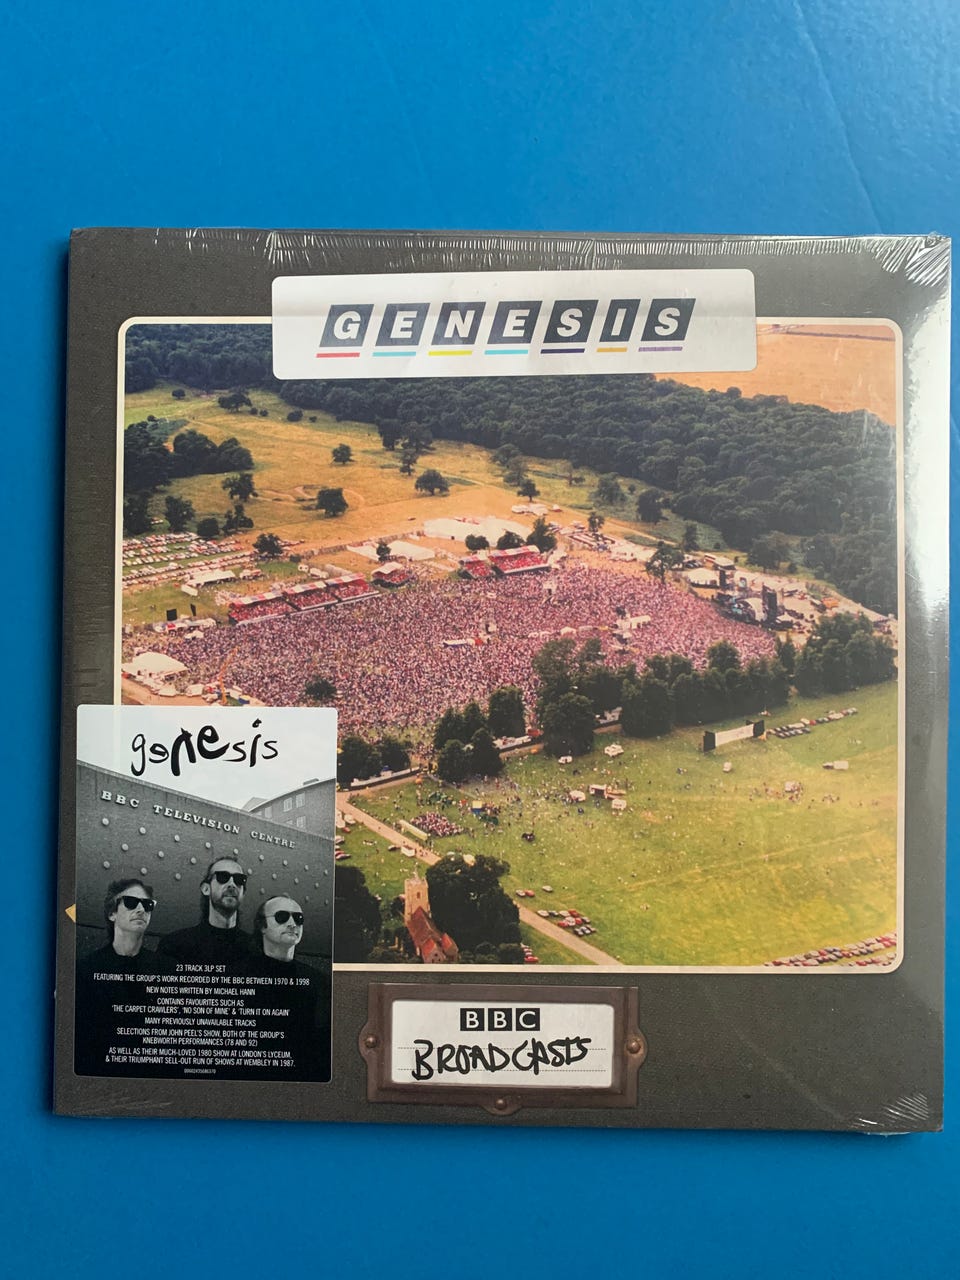 GENESIS
genesis
BBC TELEVISION CENTRE
23 TRACK 3LP SET
FEATURING THE GROUP'S WORK RECORDED BY THE BBC BETWEEN 1970 & 1998
NEW NOTES WRITTEN BY MICHAEL HANN
CONTAINS FAVOURITES SUCH AS
'THE CARPET CRAWLERS', 'NO SON OF MINE' & 'TURN IT ON AGAIN'
MANY PREVIOUSLY UNAVAILABLE TRACKS
SELECTIONS FROM JOHN PEEL'S SHOW, BOTH OF THE GROUP'S
KNEBWORTH PERFORMANCES (78 AND 92)
AS WELL AS THEIR MUCH-LOVED 1980 SHOW AT LONDON'S LYCEUM,
& THEIR TRIUMPHANT SELL-OUT RUN OF SHOWS AT WEMBLEY IN 1987.
BBC
BROADCASTS